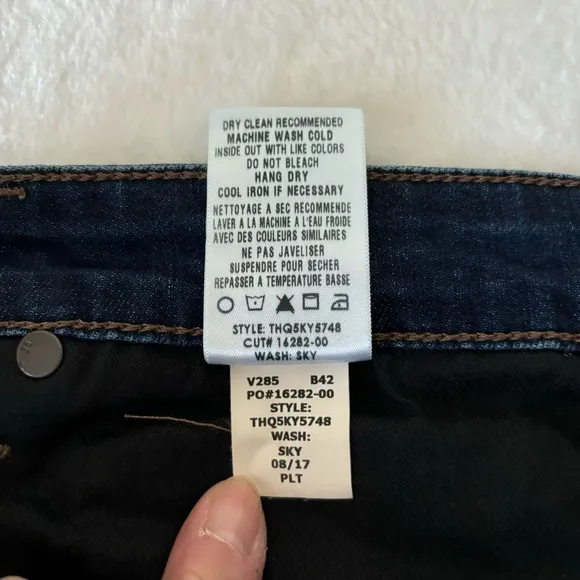 DRY CLEAN RECOMMENDED
MACHINE WASH COLD
INSIDE OUT WITH LIKE COLORS
DO NOT BLEACH
HANG DRY
COOL IRON IF NECESSARY
NETTOYAGE A SEC RECOMMANDE
LAVER A LA MACHINE A L'EAU FROIDE
AVEC DES COULEURS SIMILAIRES
NE PAS JAVELISER
SUSPENDRE POUR SECHER
REPASSER A TEMPERATURE BASSE
STYLE: THQ5KY5748
CUT# 16282-00
WASH: SKY
V285 B42
PO#16282-00
STYLE:
THQ5KY5748
WASH:
SKY
08/17
PLT